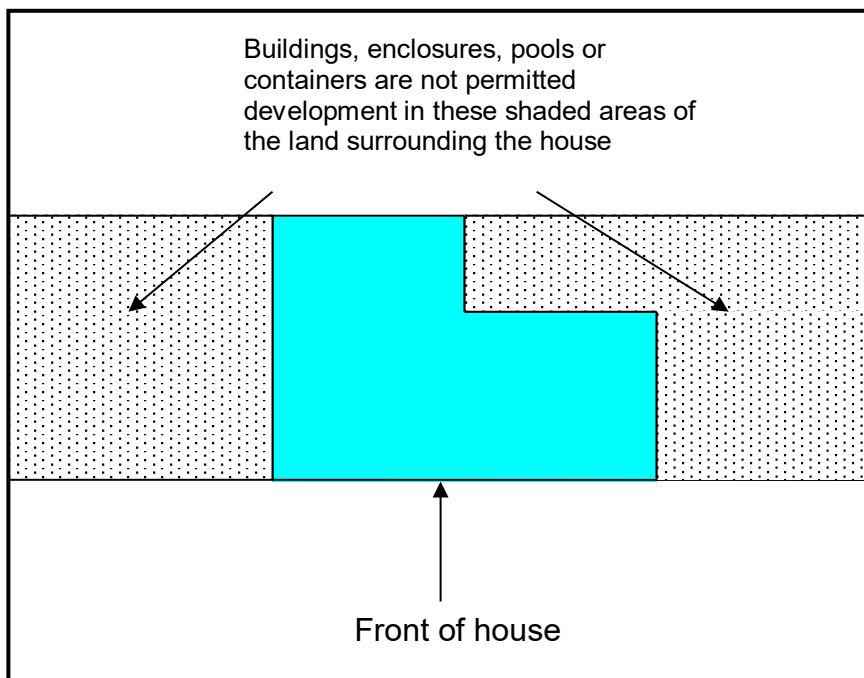 Buildings, enclosures, pools or
containers are not permitted
development in these shaded areas of
the land surrounding the house
Front of house